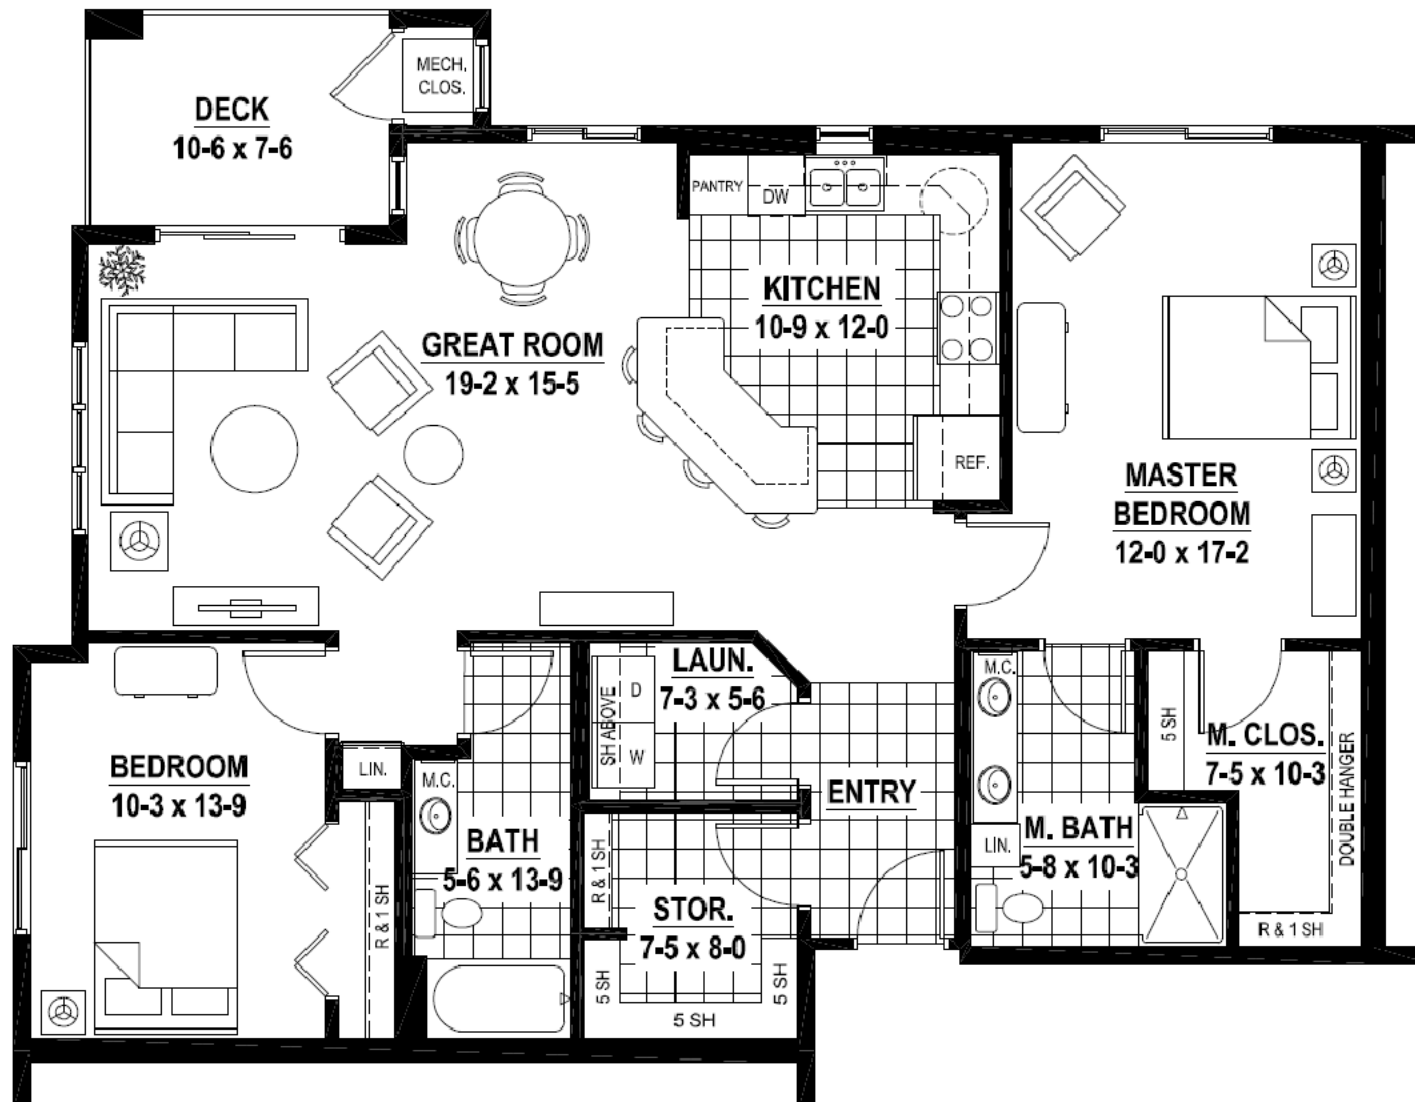 MECH.
CLOS.
DECK
10-6 x 7-6
PANTRY
DW
KITCHEN
10-9 x 12-0
GREAT ROOM
19-2 x 15-5
REF.
MASTER
BEDROOM
12-0 x 17-2
LAUN.
7-3 x 5-6
SH ABOVE
D
W
M.C.
5 SH
M. CLOS.
7-5 x 10-3
DOUBLE HANGER
BEDROOM
10-3 x 13-9
LIN.
M.C.
ENTRY
BATH
5-6 x 13-9
M. BATH
5-8 x 10-3
LIN.
R & 1 SH
R & 1 SH
STOR.
7-5 x 8-0
5 SH
5 SH
5 SH
R & 1 SH